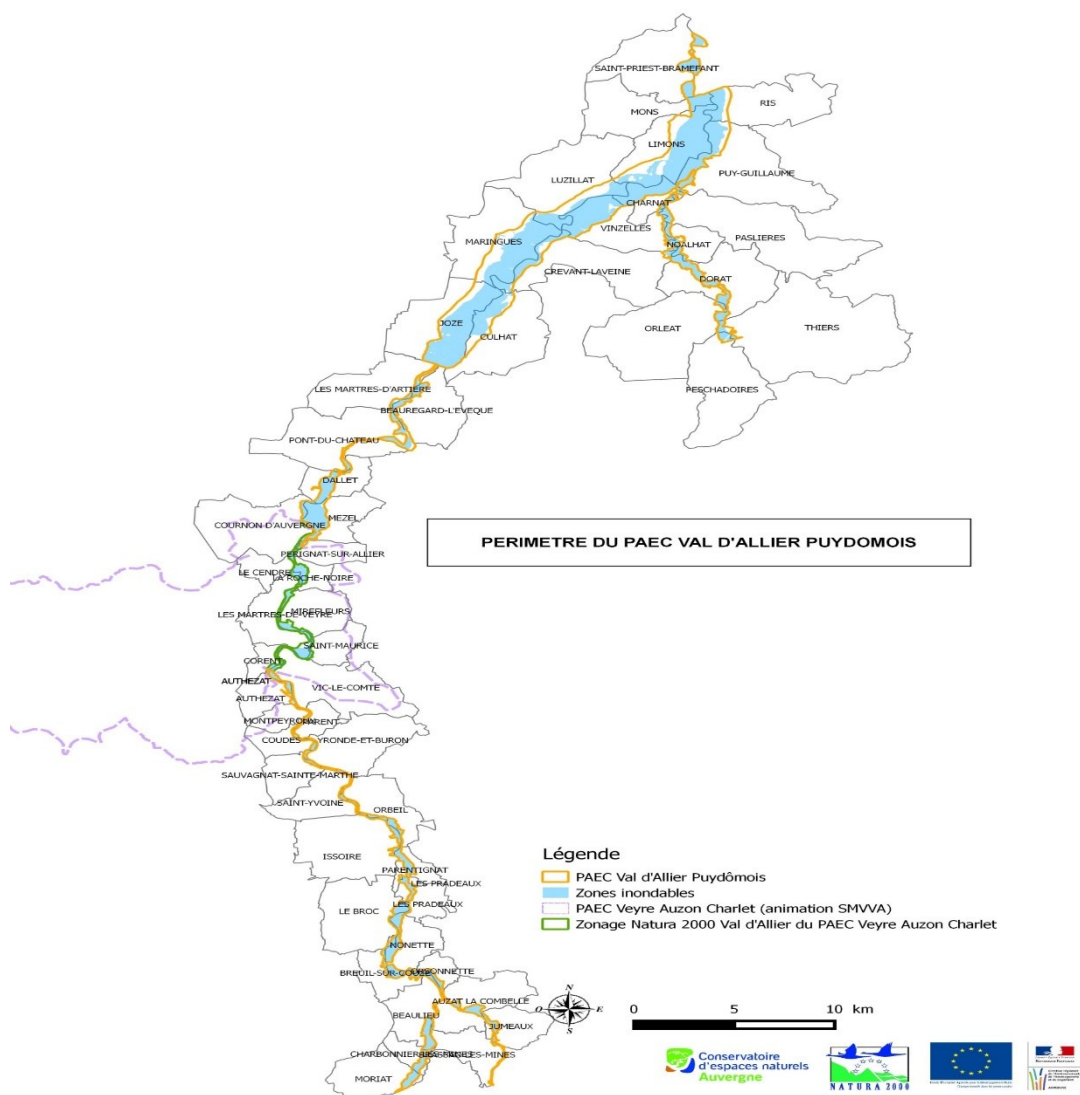 SAINT-PRIEST-BRAMEFANT
RIS
MONS
LIMONS
PUY-GUILLAUME
LUZILLAT
CHARNAT
VINZELLES
PASLIERES
MARINGUES
NOALHAT
CREVANT-LAVEINE
DORAT
JOZE
ORLEAT
THIERS
CULHAT
LES MARTRES-D'ARTIERE
PESCHADOIRES
BEAUREGARD-L'EVEQUE
PONT-DU-CHATEAU
DALLET
MEZEL
COURNON D'AUVERGNE
PERIMETRE DU PAEC VAL D'ALLIER PUYDOMOIS
PERIGNAT-SUR-ALLIER
LE CENDRE
LA ROCHE-NOIRE
MIREFLEURS
LES MARTRES-DE-VEYRE
SAINT-MAURICE
CORENT
AUTHEZAT
VIC-LE-COMTE
AUTHEZAT
MONTPEYROUX
PARENT
COUDES
YRONDE-ET-BURON
SAUVAGNAT-SAINTE-MARTHE
SAINT-YVOINE
ORBEIL
ISSOIRE
PARENTIGNAT
LES PRADEAUX
LE BROC
LES PRADEAUX
NONETTE
BREUIL-SUR-COUZE
AUZAT LA COMBELLE
BEAULIEU
JUMEAUX
MORIAT
Légende
PAEC Val d'Allier Puydômois
Zones inondables
PAEC Veyre Auzon Charlet (animation SMVVA)
Zonage Natura 2000 Val d'Allier du PAEC Veyre Auzon Charlet
N
O
E
S
0 5 10 km
Conservatoire
d'espaces naturels
Auvergne
NATURA 2000